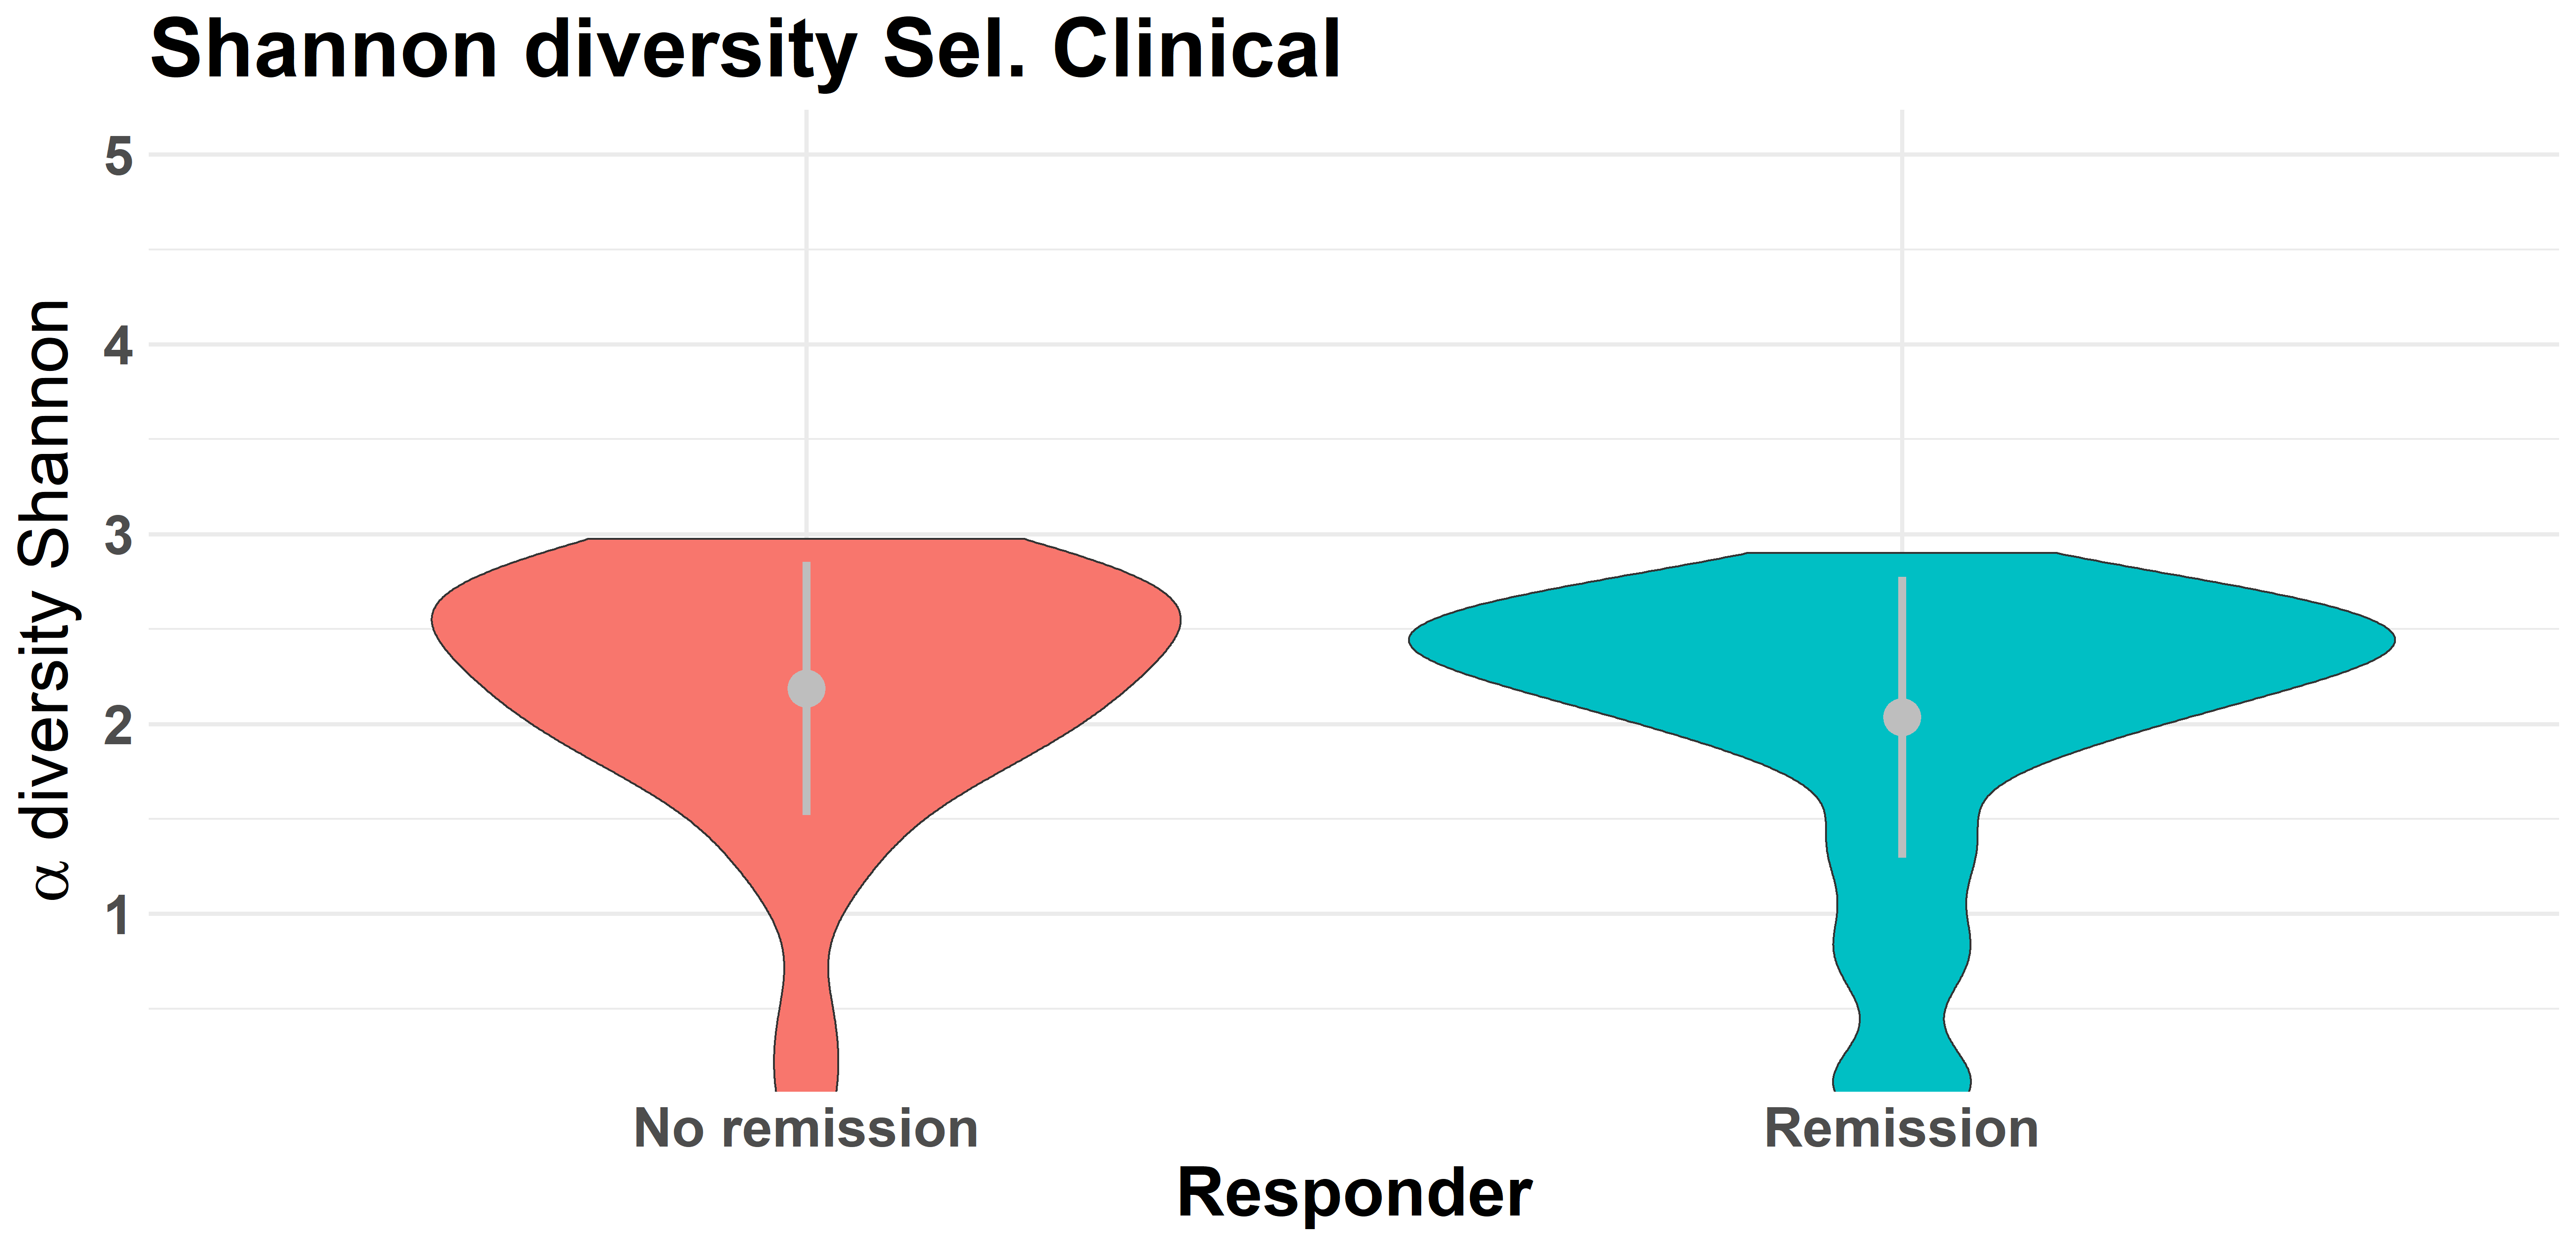 Shannon diversity Sel. Clinical
α diversity Shannon
5
4
3
2
1
No remission
Remission
Responder